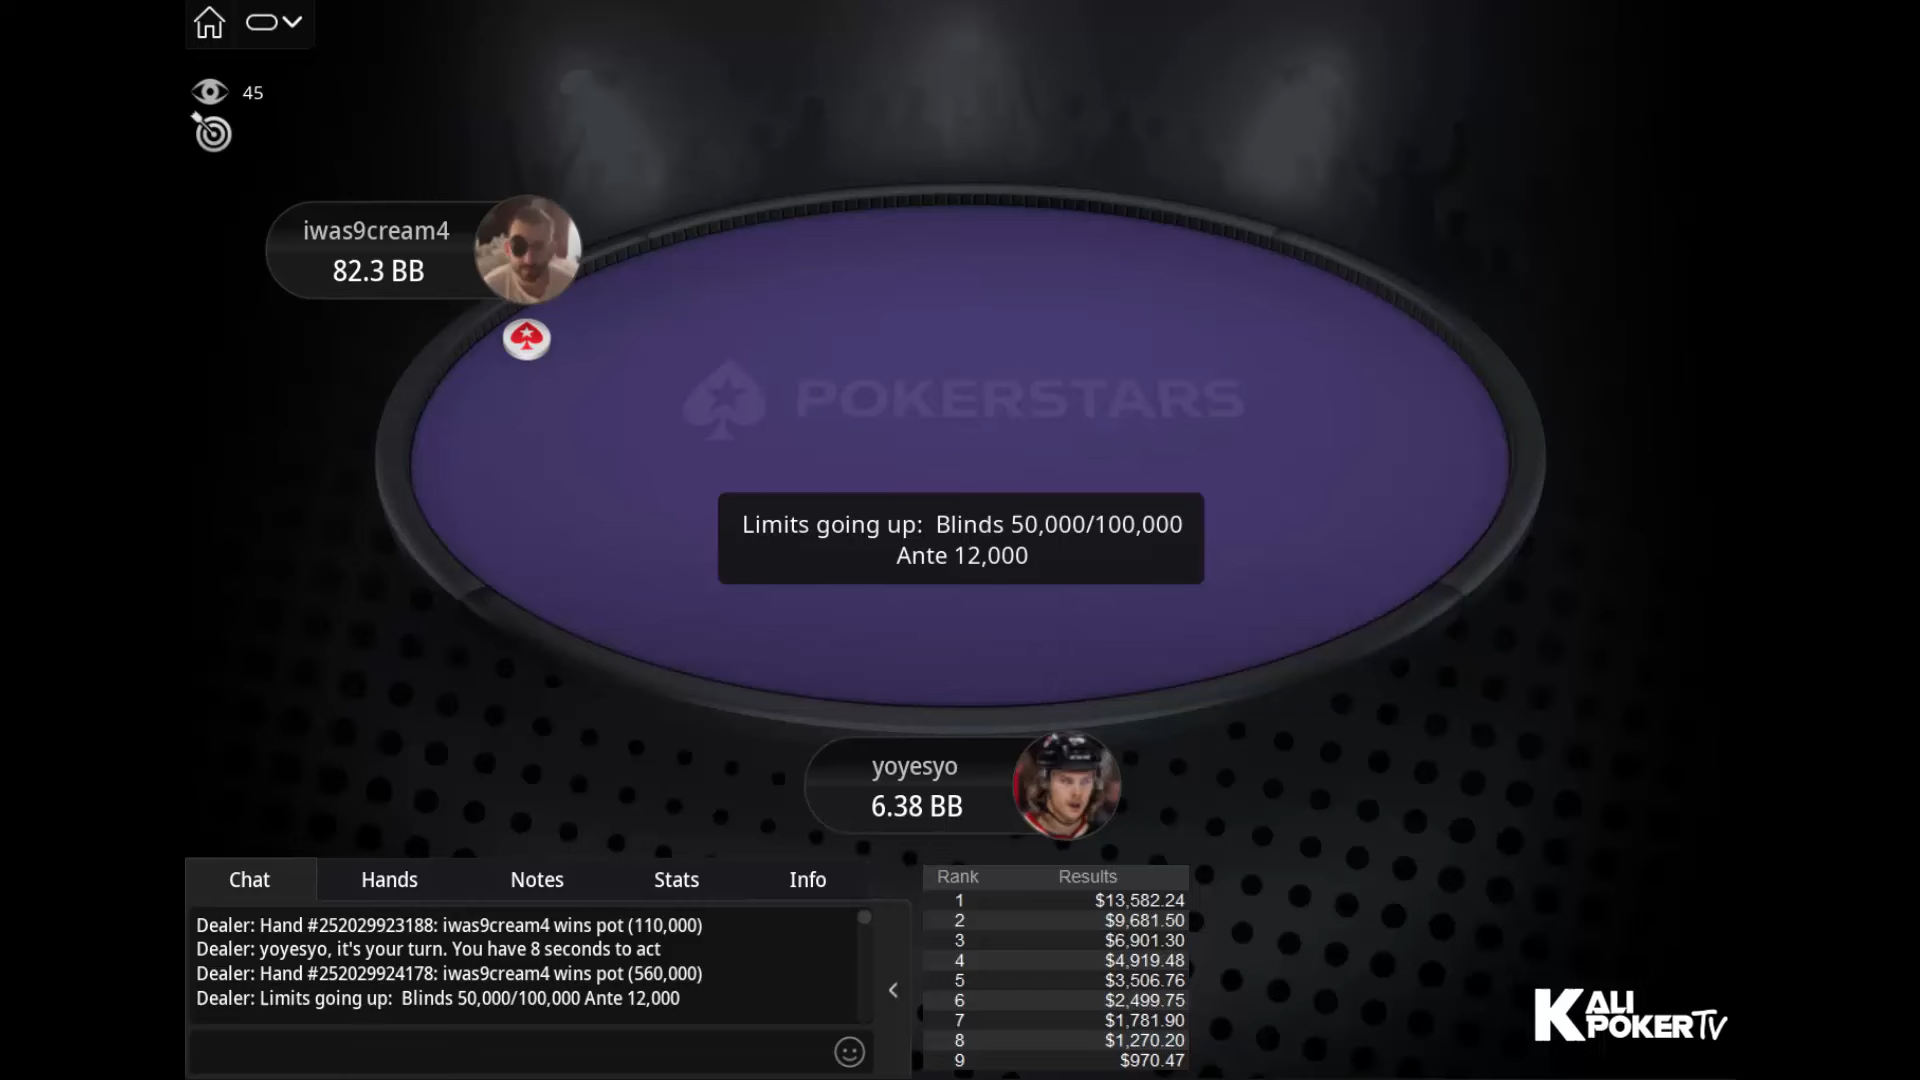 45
iwas9cream4
82.3 BB
POKERSTARS
Limits going up:  Blinds 50,000/100,000
Ante 12,000
yoyesyo
6.38 BB
Chat Hands Notes Stats Info
Dealer: Hand #252029923188: iwas9cream4 wins pot (110,000)
Dealer: yoyesyo, it's your turn. You have 8 seconds to act
Dealer: Hand #252029924178: iwas9cream4 wins pot (560,000)
Dealer: Limits going up:  Blinds 50,000/100,000 Ante 12,000
Rank Results
1 $13,582.24
2 $9,681.50
3 $6,901.30
4 $4,919.48
5 $3,506.76
6 $2,499.75
7 $1,781.90
8 $1,270.20
9 $970.47
KALI
POKERTV